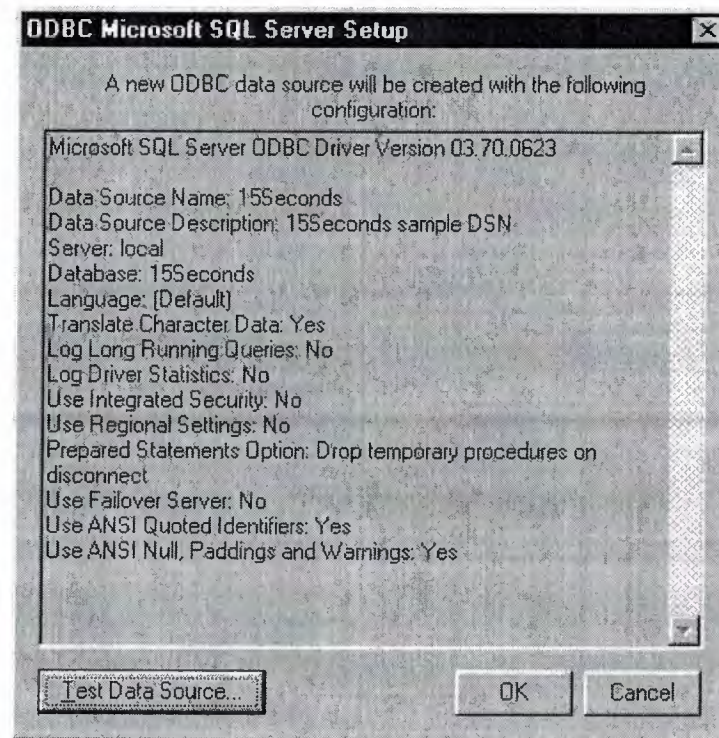 ODBC Microsoft SQL Server Setup
A new ODBC data source will be created with the following
configuration:
Microsoft SQL Server ODBC Driver Version 03.70.0623
Data Source Name: 15Seconds
Data Source Description: 15Seconds sample DSN
Server: local
Database: 15Seconds
Language: (Default)
Translate Character Data: Yes
Log Long Running Queries: No
Log Driver Statistics: No
Use Integrated Security: No
Use Regional Settings: No
Prepared Statements Option: Drop temporary procedures on
disconnect
Use Failover Server: No
Use ANSI Quoted Identifiers: Yes
Use ANSI Null, Paddings and Warnings: Yes
Test Data Source...
OK
Cancel